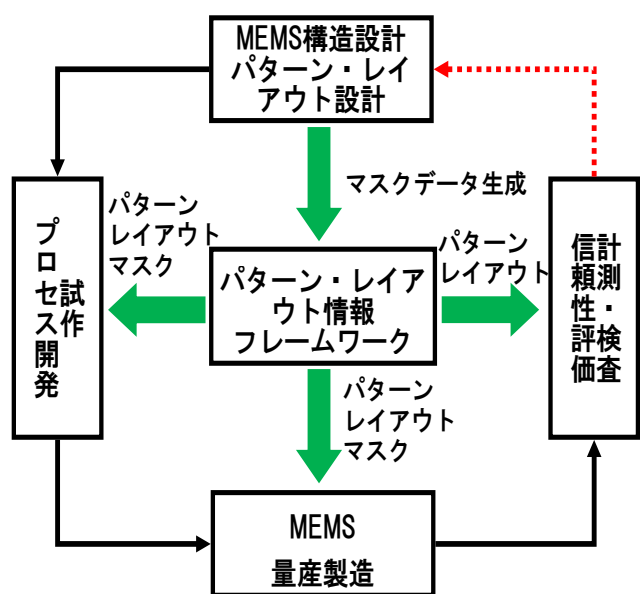 MEMS構造設計
パターン・レイ
アウト設計
マスクデータ生成
パターン
レイアウト
マスク
プロセス開発
試作
パターン・レイア
ウト情報
フレームワーク
パターン
レイアウト
計測・検査
信頼性評価
パターン
レイアウト
マスク
MEMS
量産製造